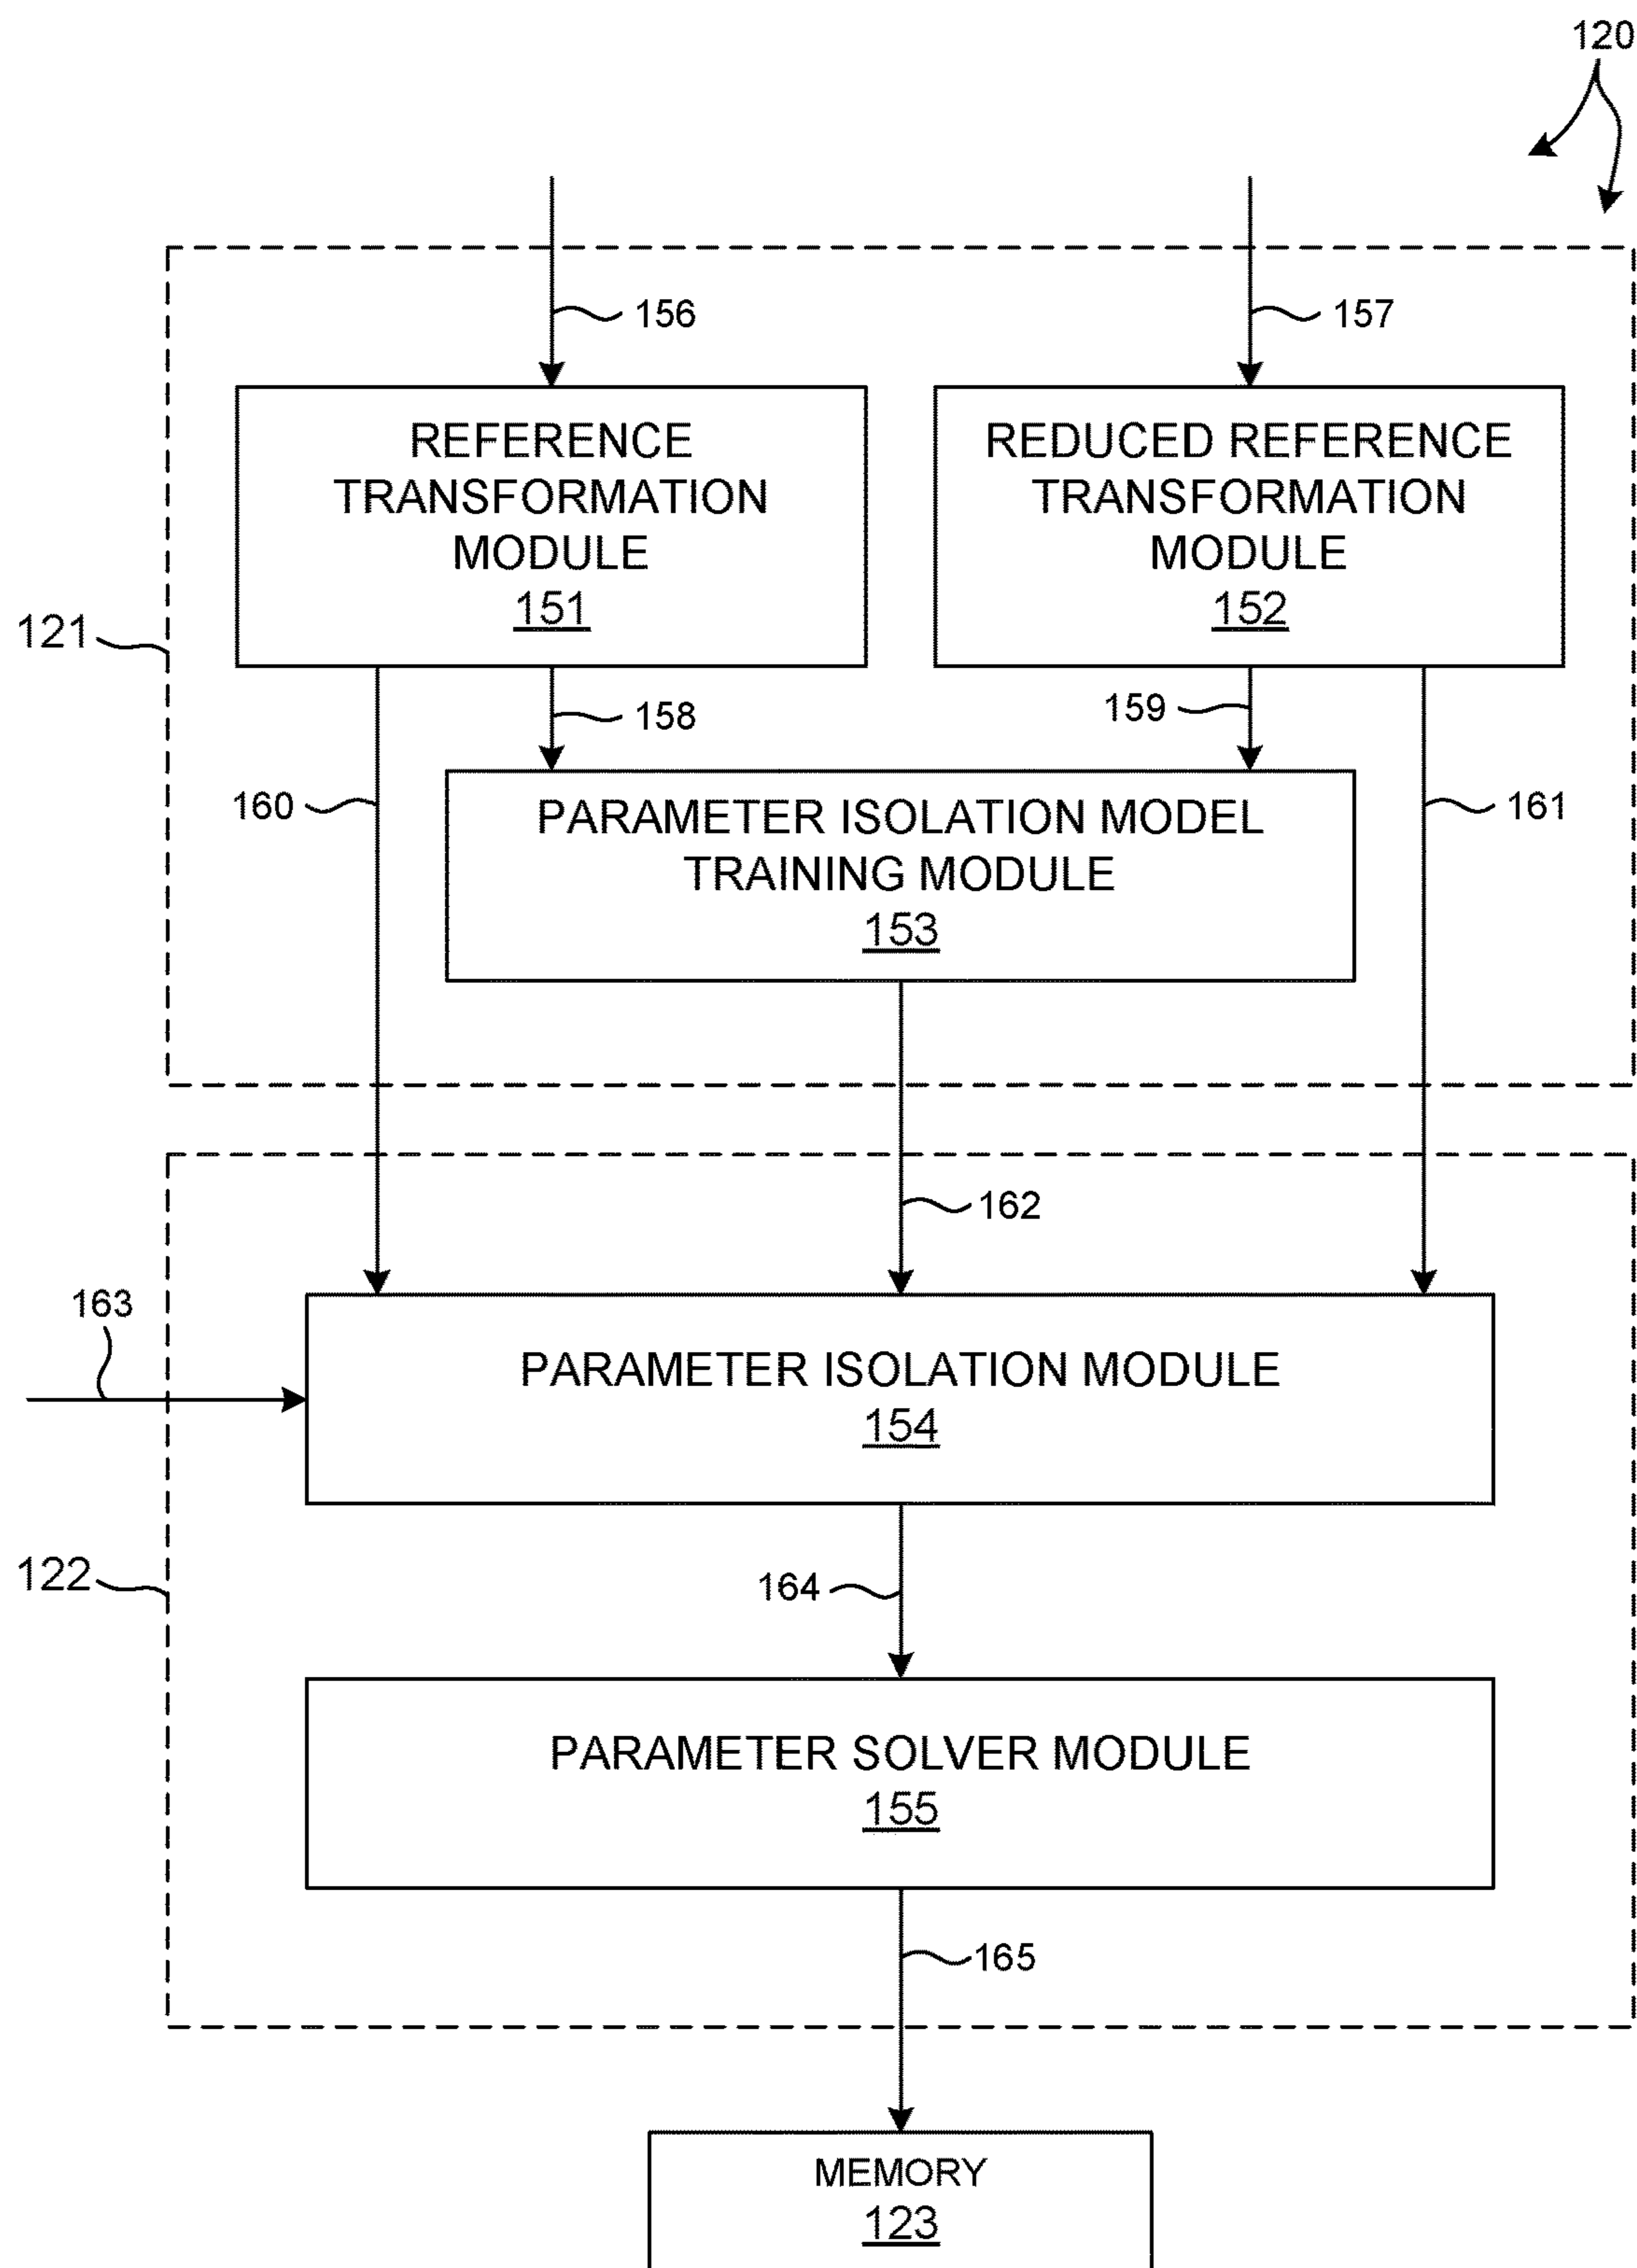 120
156
157
REFERENCE
TRANSFORMATION
MODULE
151
REDUCED REFERENCE
TRANSFORMATION
MODULE
152
121
158
159
160
161
PARAMETER ISOLATION MODEL
TRAINING MODULE
153
162
163
PARAMETER ISOLATION MODULE
154
122
164
PARAMETER SOLVER MODULE
155
165
MEMORY
123